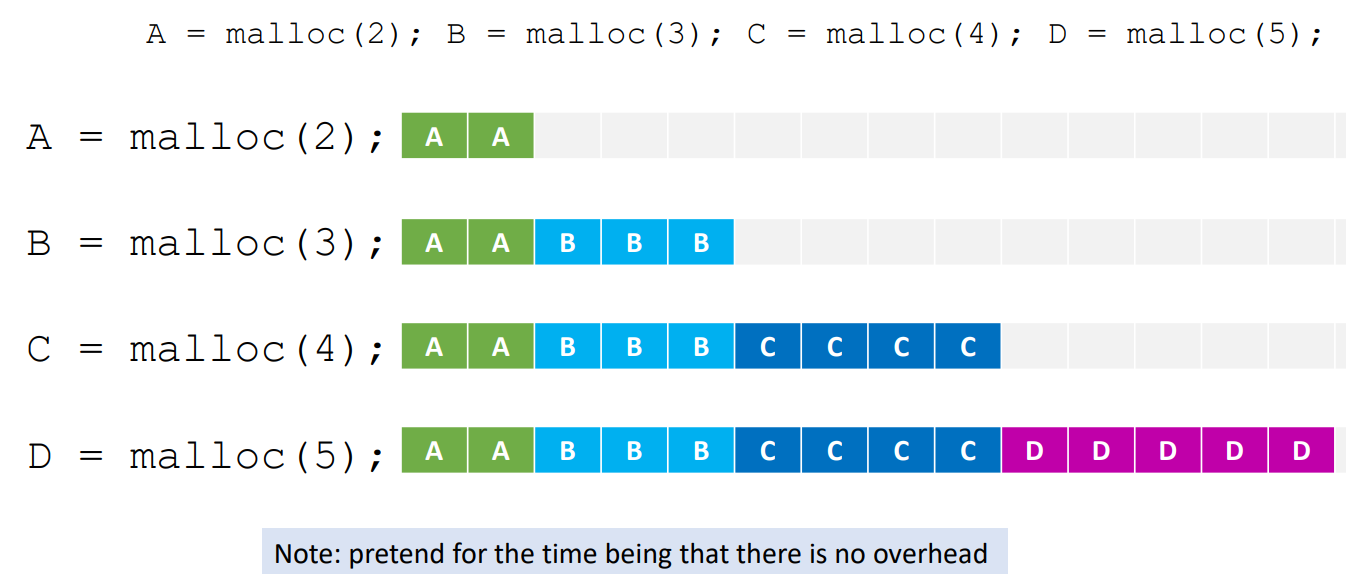 A = malloc(2); B = malloc(3); C = malloc(4); D = malloc(5);
A = malloc(2); A A
B = malloc(3); A A B B B
C = malloc(4); A A B B B C C C C
D = malloc(5); A A B B B C C C C D D D D D
Note: pretend for the time being that there is no overhead